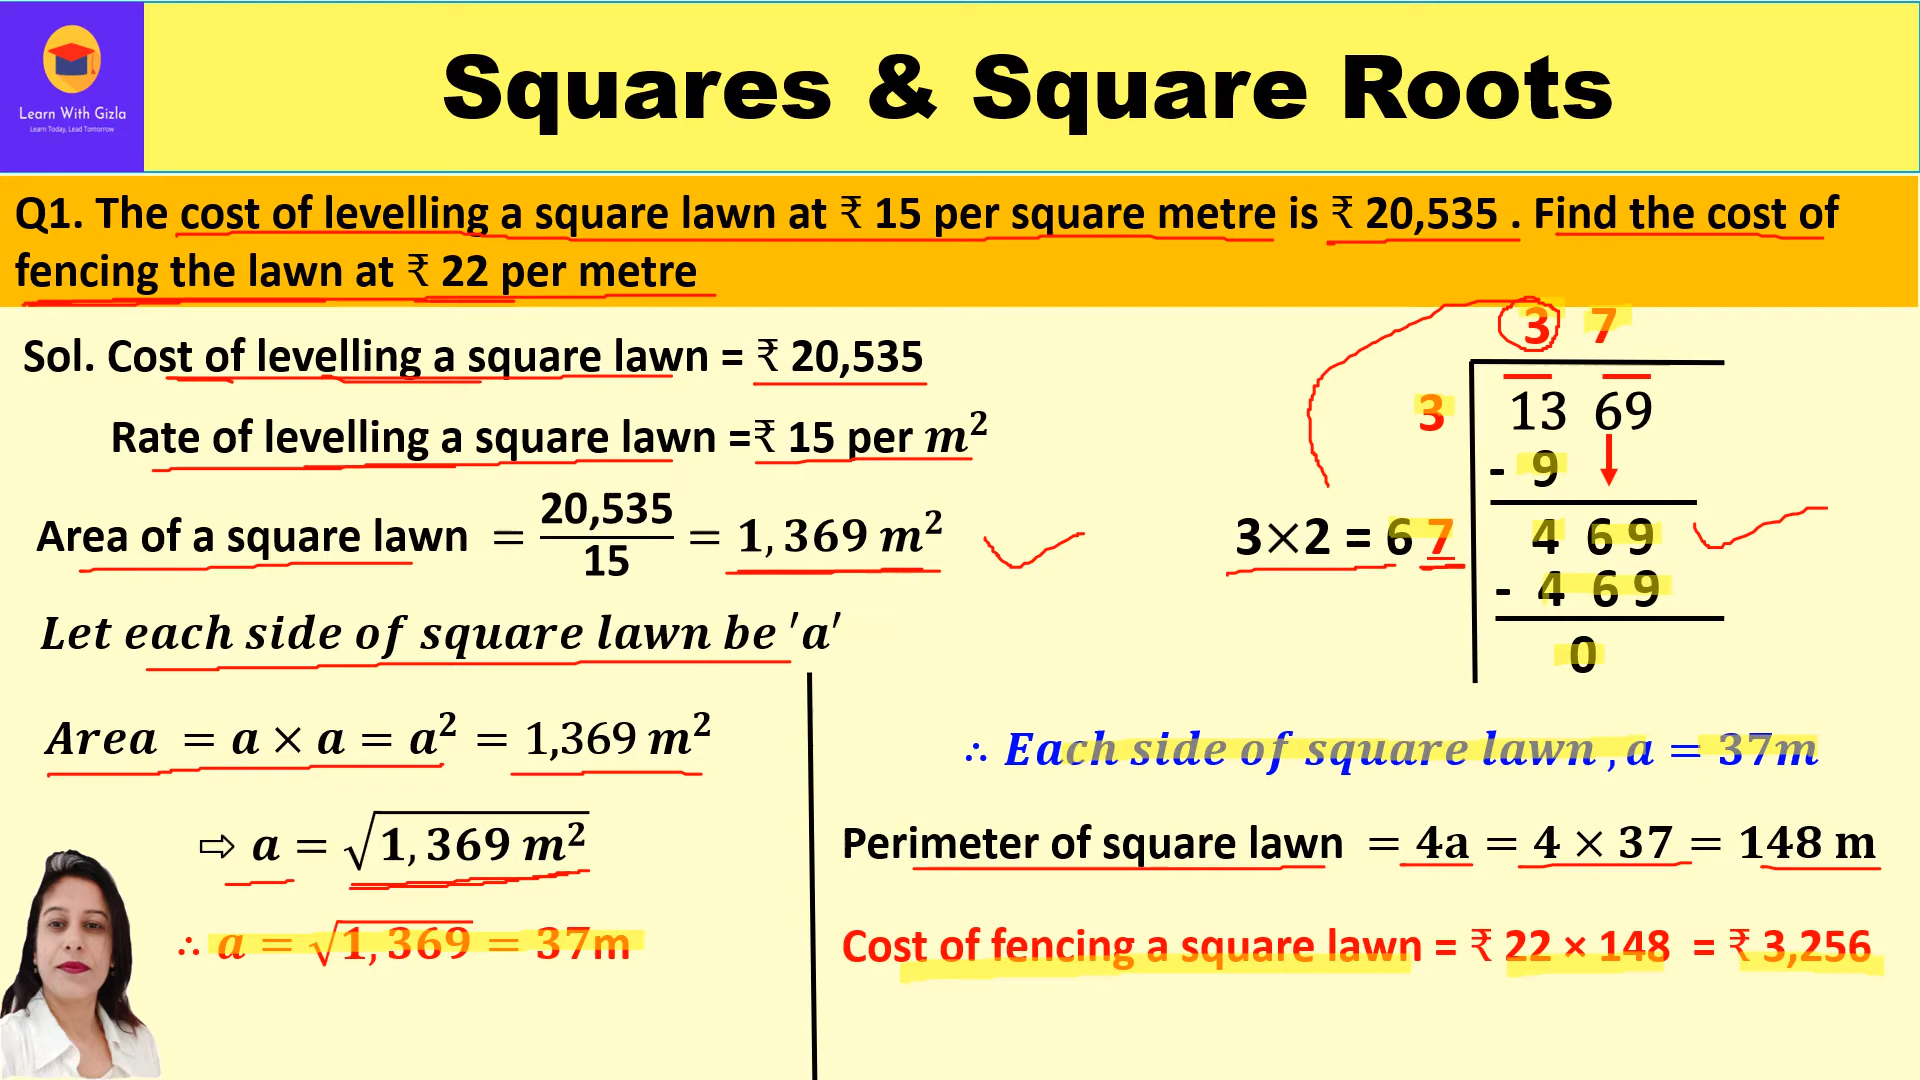 Learn With Gizla
Learn Today, Lead Tomorrow
Squares & Square Roots
Q1. The cost of levelling a square lawn at ₹ 15 per square metre is ₹ 20,535 . Find the cost of
fencing the lawn at ₹ 22 per metre
Sol. Cost of levelling a square lawn = ₹ 20,535
Rate of levelling a square lawn =₹ 15 per m²
Area of a square lawn = 20,535/15 = 1,369 m²
Let each side of square lawn be 'a'
Area = a × a = a² = 1,369 m²
⇨ a = √1,369 m²
∴ a = √1,369 = 37m
3 7
3 13 69
- 9
3×2 = 6 7 4 6 9
- 4 6 9
0
∴ Each side of square lawn , a = 37m
Perimeter of square lawn = 4a = 4 × 37 = 148 m
Cost of fencing a square lawn = ₹ 22 × 148 = ₹ 3,256